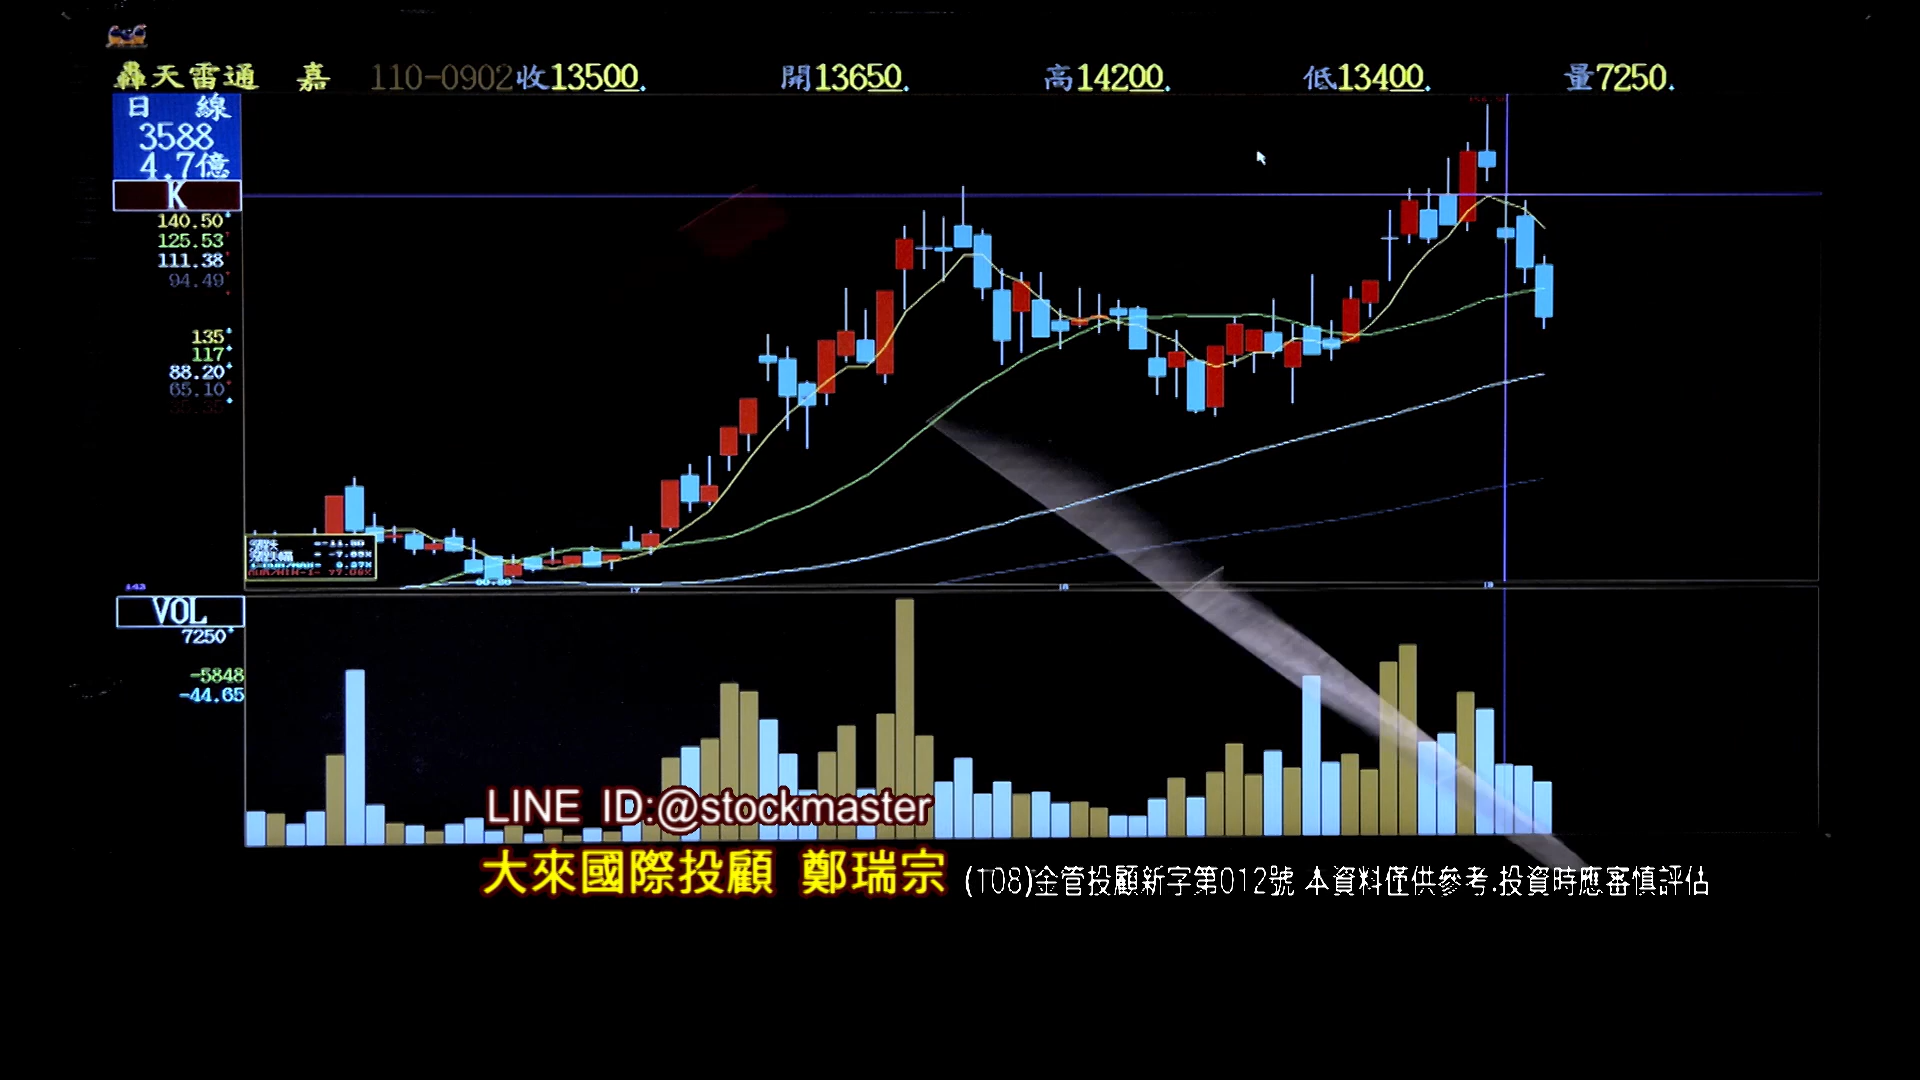 轟天雷通 嘉 110-0902收13500. 開13650. 高14200. 低13400. 量7250.
日 線
3588
4.7億
K
140.50
125.53
111.38
94.49
135
117
88.20
65.10
143
17
18
19
VOL
7250
-5848
-44.65
LINE ID:@stockmaster
大來國際投顧 鄭瑞宗 (108)金管投顧新字第012號 本資料僅供參考.投資時應審慎評估